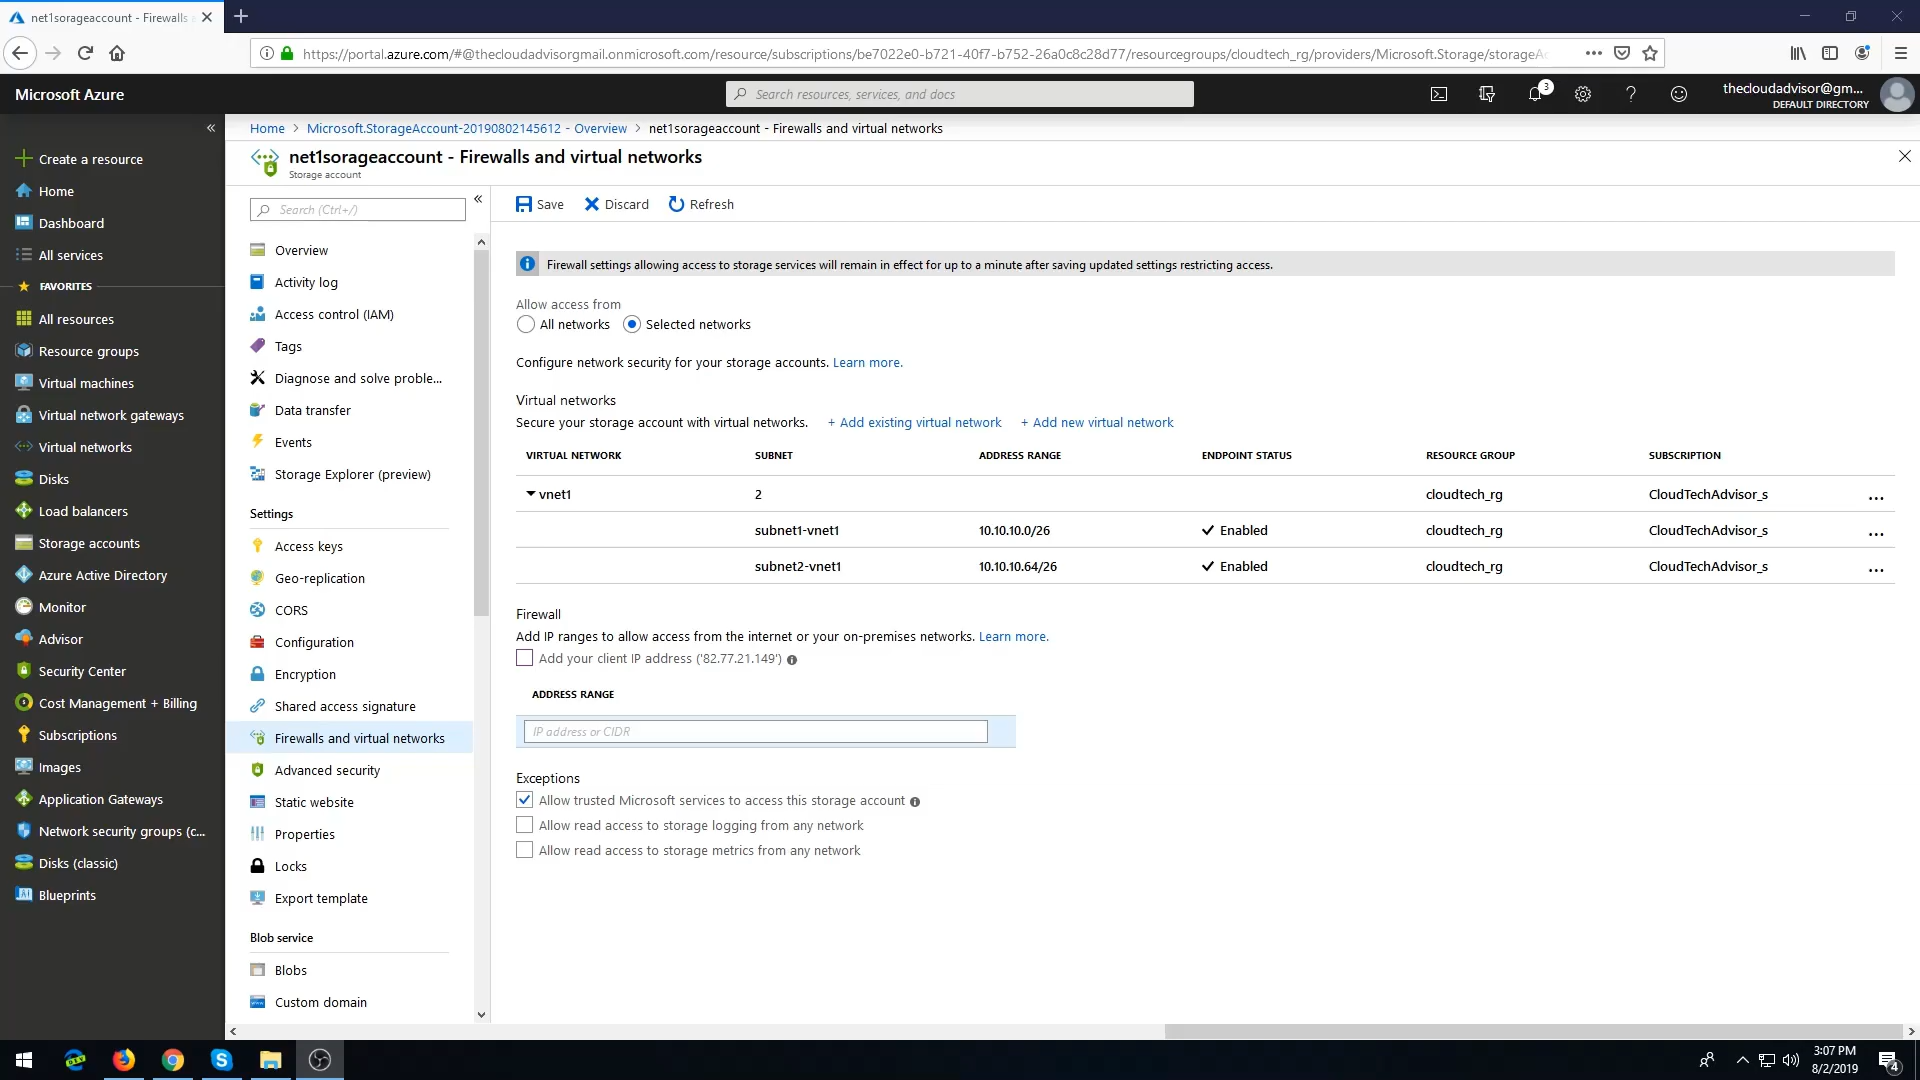 net1sorageaccount - Firewalls
https://portal.azure.com/#@thecloudadvisorgmail.onmicrosoft.com/resource/subscriptions/be7022e0-b721-40f7-b752-26a0c8c28d77/resourcegroups/cloudtech_rg/providers/Microsoft.Storage/storageAc
Microsoft Azure
Search resources, services, and docs
3
thecloudadvisor@gm...
DEFAULT DIRECTORY
Home > Microsoft.StorageAccount-20190802145612 - Overview > net1sorageaccount - Firewalls and virtual networks
net1sorageaccount - Firewalls and virtual networks
Storage account
Create a resource
Home
Dashboard
All services
FAVORITES
All resources
Resource groups
Virtual machines
Virtual network gateways
Virtual networks
Disks
Load balancers
Storage accounts
Azure Active Directory
Monitor
Advisor
Security Center
Cost Management + Billing
Subscriptions
Images
Application Gateways
Network security groups (c...
Disks (classic)
Blueprints
Search (Ctrl+/)
Overview
Activity log
Access control (IAM)
Tags
Diagnose and solve proble...
Data transfer
Events
Storage Explorer (preview)
Settings
Access keys
Geo-replication
CORS
Configuration
Encryption
Shared access signature
Firewalls and virtual networks
Advanced security
Static website
Properties
Locks
Export template
Blob service
Blobs
Custom domain
Save Discard Refresh
Firewall settings allowing access to storage services will remain in effect for up to a minute after saving updated settings restricting access.
Allow access from
All networks Selected networks
Configure network security for your storage accounts. Learn more.
Virtual networks
Secure your storage account with virtual networks. + Add existing virtual network + Add new virtual network
VIRTUAL NETWORK SUBNET ADDRESS RANGE ENDPOINT STATUS RESOURCE GROUP SUBSCRIPTION
vnet1 2 cloudtech_rg CloudTechAdvisor_s ...
subnet1-vnet1 10.10.10.0/26 Enabled cloudtech_rg CloudTechAdvisor_s ...
subnet2-vnet1 10.10.10.64/26 Enabled cloudtech_rg CloudTechAdvisor_s ...
Firewall
Add IP ranges to allow access from the internet or your on-premises networks. Learn more.
Add your client IP address ('82.77.21.149')
ADDRESS RANGE
IP address or CIDR
Exceptions
Allow trusted Microsoft services to access this storage account
Allow read access to storage logging from any network
Allow read access to storage metrics from any network
3:07 PM
8/2/2019
4